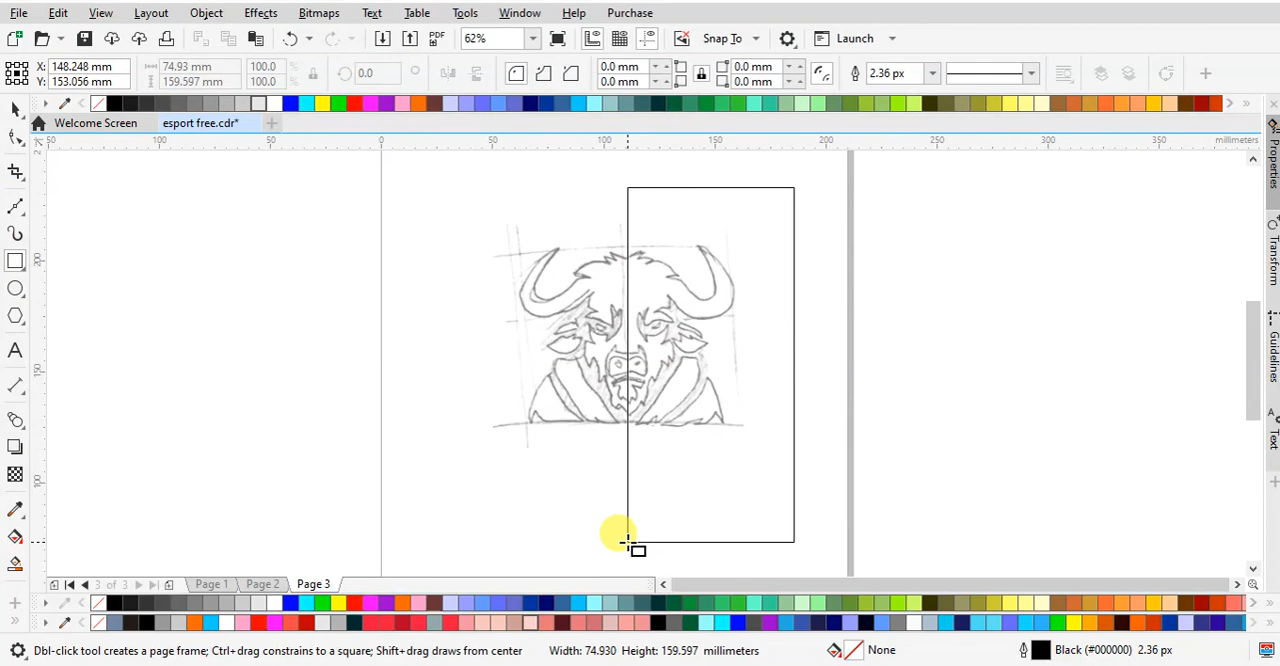 File Edit View Layout Object Effects Bitmaps Text Table Tools Window Help Purchase
PDF 62% Snap To Launch
X: 148.248 mm 74.93 mm 100.0 0.0 0.0 mm 0.0 mm 2.36 px
Y: 153.056 mm 159.597 mm 100.0 0.0 mm 0.0 mm
Welcome Screen esport free.cdr*
50 100 50 0 50 100 150 200 250 300 350 millimeters
200
150
100
Properties
Transform
Guidelines
Text
3 of 3 Page 1 Page 2 Page 3
Dbl-click tool creates a page frame; Ctrl+drag constrains to square; Shift+drag draws from center Width: 74.930 Height: 159.597 millimeters None Black (#000000) 2.36 px